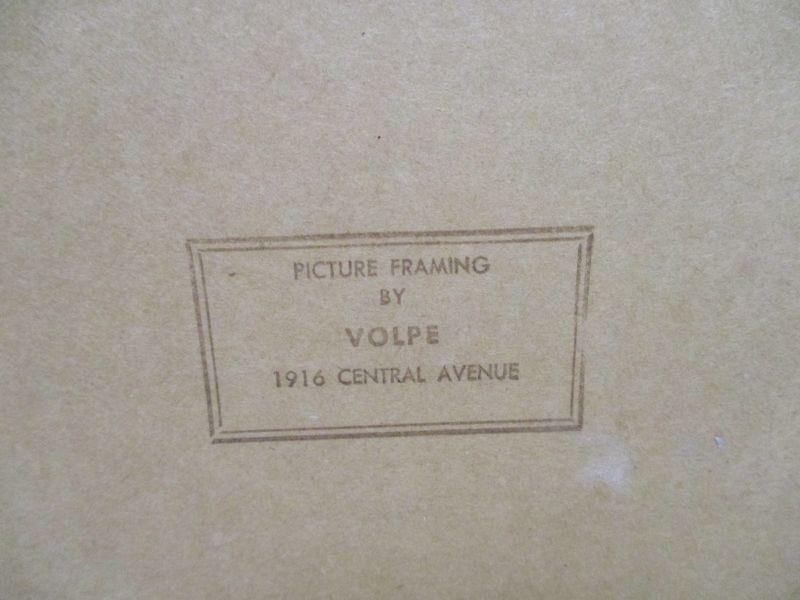 PICTURE FRAMING
BY
VOLPE
1916 CENTRAL AVENUE